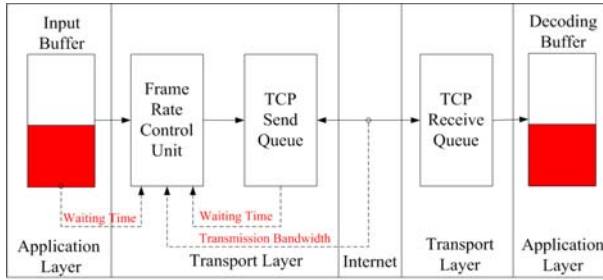 Input
Buffer
Decoding
Buffer
Frame
Rate
Control
Unit
TCP
Send
Queue
TCP
Receive
Queue
Waiting Time
Waiting Time
Transmission Bandwidth
Application
Layer
Transport Layer
Internet
Transport
Layer
Application
Layer